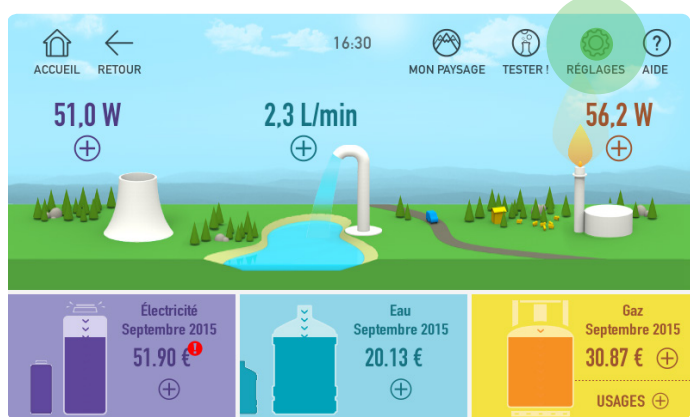 16:30
ACCUEIL RETOUR MON PAYSAGE TESTER ! RÉGLAGES AIDE
51,0 W 2,3 L/min 56,2 W
Électricité
Septembre 2015
51.90 €
Eau
Septembre 2015
20.13 €
Gaz
Septembre 2015
30.87 €
USAGES